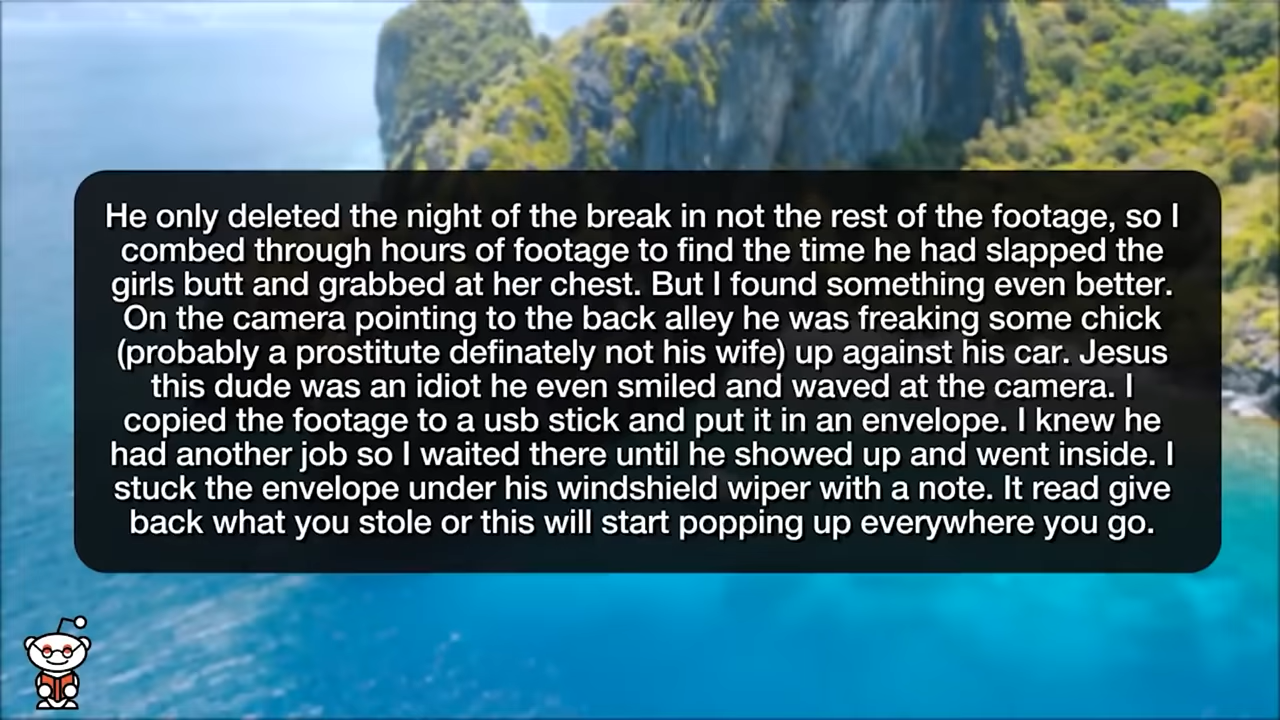 He only deleted the night of the break in not the rest of the footage, so I
combed through hours of footage to find the time he had slapped the
girls butt and grabbed at her chest. But I found something even better.
On the camera pointing to the back alley he was freaking some chick
(probably a prostitute definately not his wife) up against his car. Jesus
this dude was an idiot he even smiled and waved at the camera. I
copied the footage to a usb stick and put it in an envelope. I knew he
had another job so I waited there until he showed up and went inside. I
stuck the envelope under his windshield wiper with a note. It read give
back what you stole or this will start popping up everywhere you go.